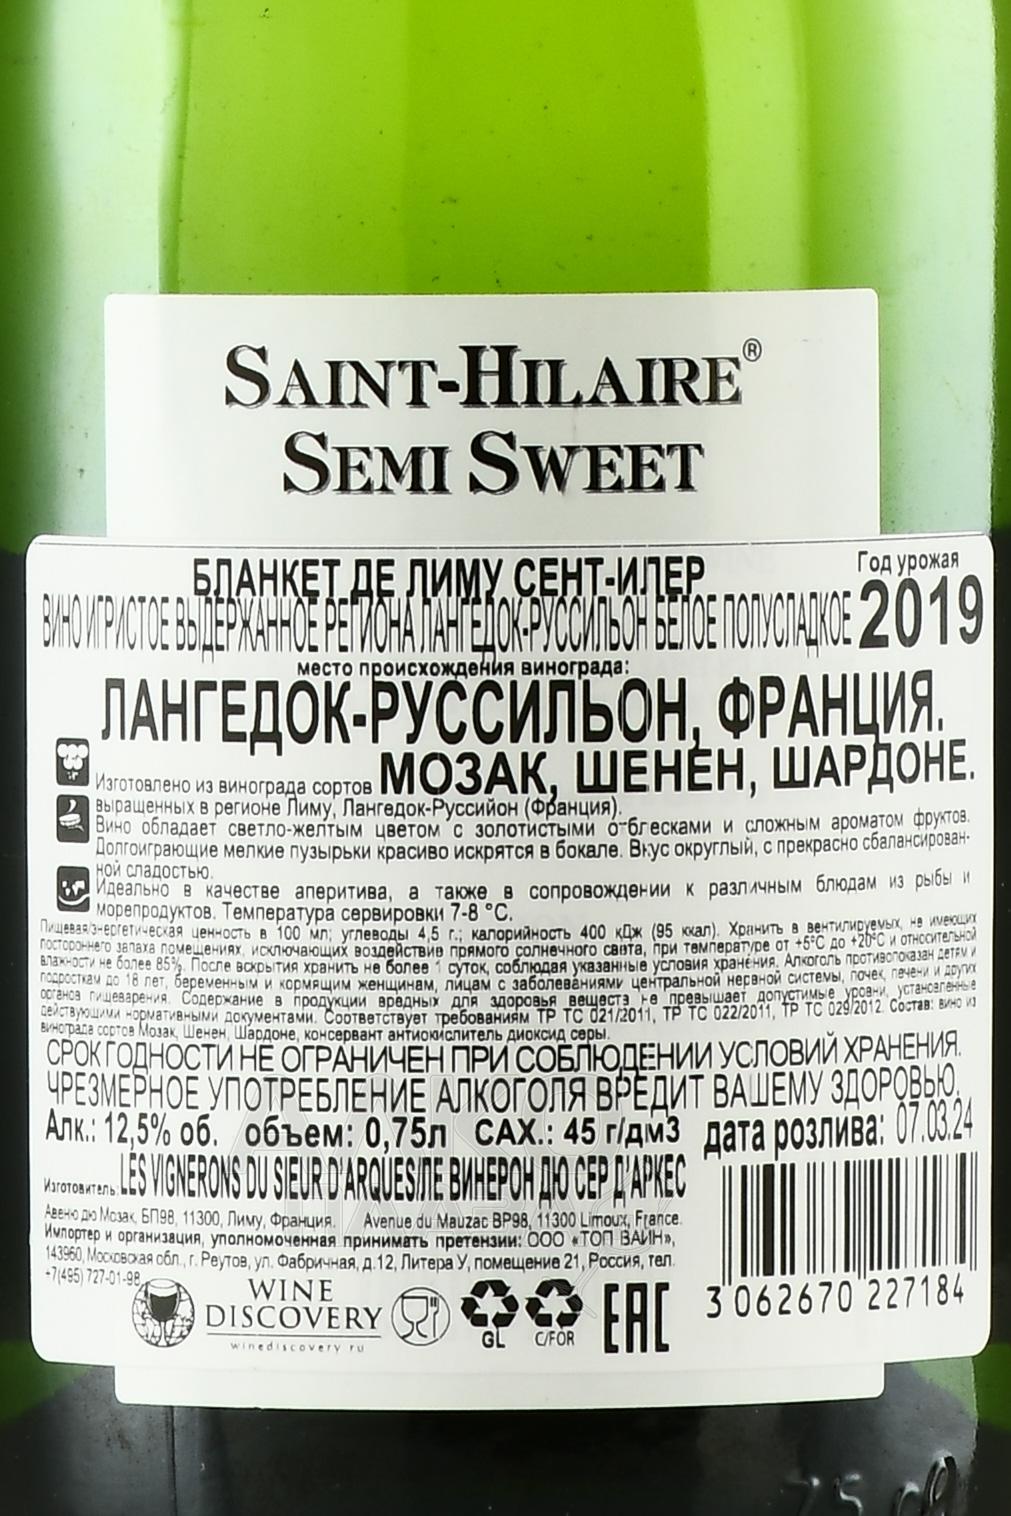 SAINT-HILAIRE®
SEMI SWEET
БЛАНКЕТ ДЕ ЛИМУ СЕНТ-ИЛЕР
Год урожая
ВИНО ИГРИСТОЕ ВЫДЕРЖАННОЕ РЕГИОНА ЛАНГЕДОК-РУССИЛЬОН БЕЛОЕ ПОЛУСЛАДКОЕ 2019
место происхождения винограда:
ЛАНГЕДОК-РУССИЛЬОН, ФРАНЦИЯ.
Изготовлено из винограда сортов МОЗАК, ШЕНЕН, ШАРДОНЕ.
выращенных в регионе Лиму, Лангедок-Руссийон (Франция).
Вино обладает светло-желтым цветом с золотистыми отблесками и сложным ароматом фруктов.
Долгоиграющие мелкие пузырьки красиво искрятся в бокале. Вкус округлый, с прекрасно сбалансирован-
ной сладостью.
Идеально в качестве аперитива, а также в сопровождении к различным блюдам из рыбы и
морепродуктов. Температура сервировки 7-8 °С.
Пищевая/энергетическая ценность в 100 мл; углеводы 4,5 г.; калорийность 400 кДж (95 ккал). Хранить в вентилируемых, не имеющих
постороннего запаха помещениях, исключающих воздействие прямого солнечного света, при температуре от +5°С до +20°С и относительной
влажности не более 85%. После вскрытия хранить не более 1 суток, соблюдая указанные условия хранения. Алкоголь противопоказан детям и
подросткам до 18 лет, беременным и кормящим женщинам, лицам с заболеваниями центральной нервной системы, почек, печени и других
органов пищеварения. Содержание в продукции вредных для здоровья веществ не превышает допустимые уровни, установленные
действующими нормативными документами. Соответствует требованиям ТР ТС 021/2011, ТР ТС 022/2011, ТР ТС 029/2012. Состав: вино из
винограда сортов Мозак, Шенен, Шардоне, консервант антиокислитель диоксид серы.
СРОК ГОДНОСТИ НЕ ОГРАНИЧЕН ПРИ СОБЛЮДЕНИИ УСЛОВИЙ ХРАНЕНИЯ.
ЧРЕЗМЕРНОЕ УПОТРЕБЛЕНИЕ АЛКОГОЛЯ ВРЕДИТ ВАШЕМУ ЗДОРОВЬЮ.
Алк.: 12,5% об. объем: 0,75л САХ.: 45 г/дм3 дата розлива: 07.03.24
Изготовитель: LES VIGNERONS DU SIEUR D'ARQUES/ЛЕ ВИНЕРОН ДЮ СЕР Д'АРКЕС
Авеню дю Мозак, БП98, 11300, Лиму, Франция. Avenue du Mauzac BP98, 11300 Limoux, France.
Импортер и организация, уполномоченная принимать претензии: ООО «ТОП ВАЙН»,
143960, Московская обл., г. Реутов, ул. Фабричная, д.12, Литера У, помещение 21, Россия, тел.
+7(495) 727-01-98
WINE
DISCOVERY
winediscovery.ru
GL
C/FOR
EAC
3 062670 227184
75 cl